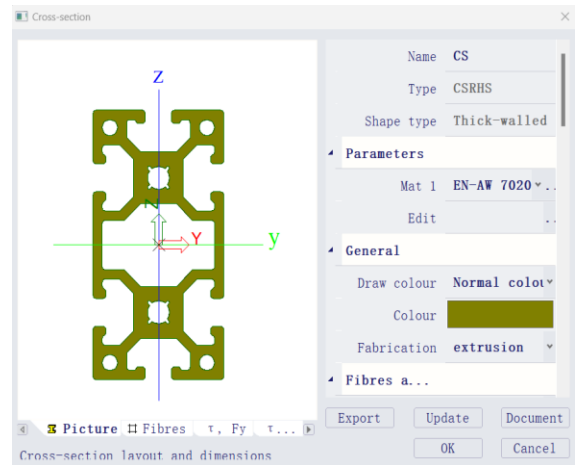 Cross-section
Name CS
Type CSRHS
Shape type Thick-walled
Parameters
Mat 1 EN-AW 7020 ..
Edit ..
General
Draw colour Normal colou
Colour
Fabrication extrusion
Fibres a...
z
y
Z
Y
Picture Fibres τ, Fy τ...
Export Update Document
Cross-section layout and dimensions
OK Cancel